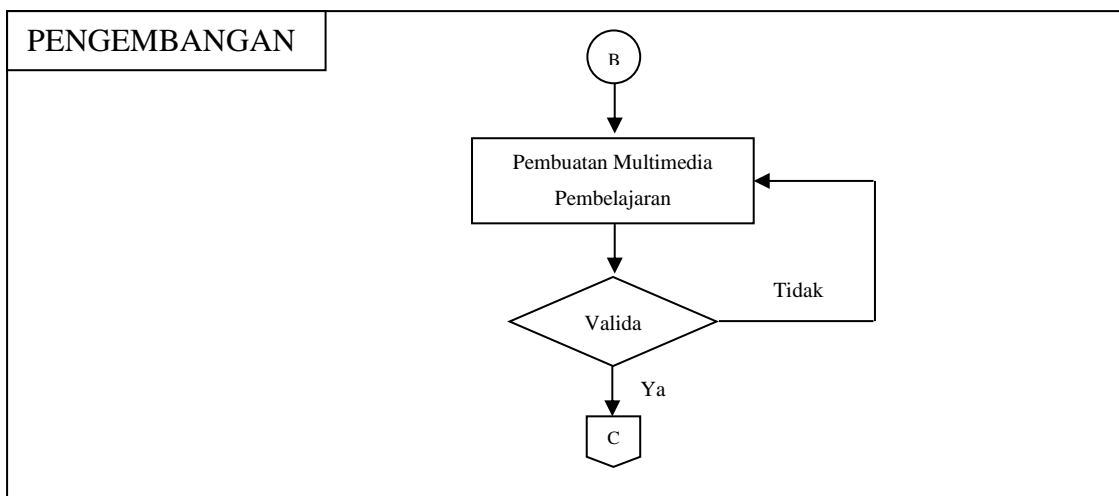 PENGEMBANGAN
B
Pembuatan Multimedia
Pembelajaran
Tidak
Valida
Ya
C